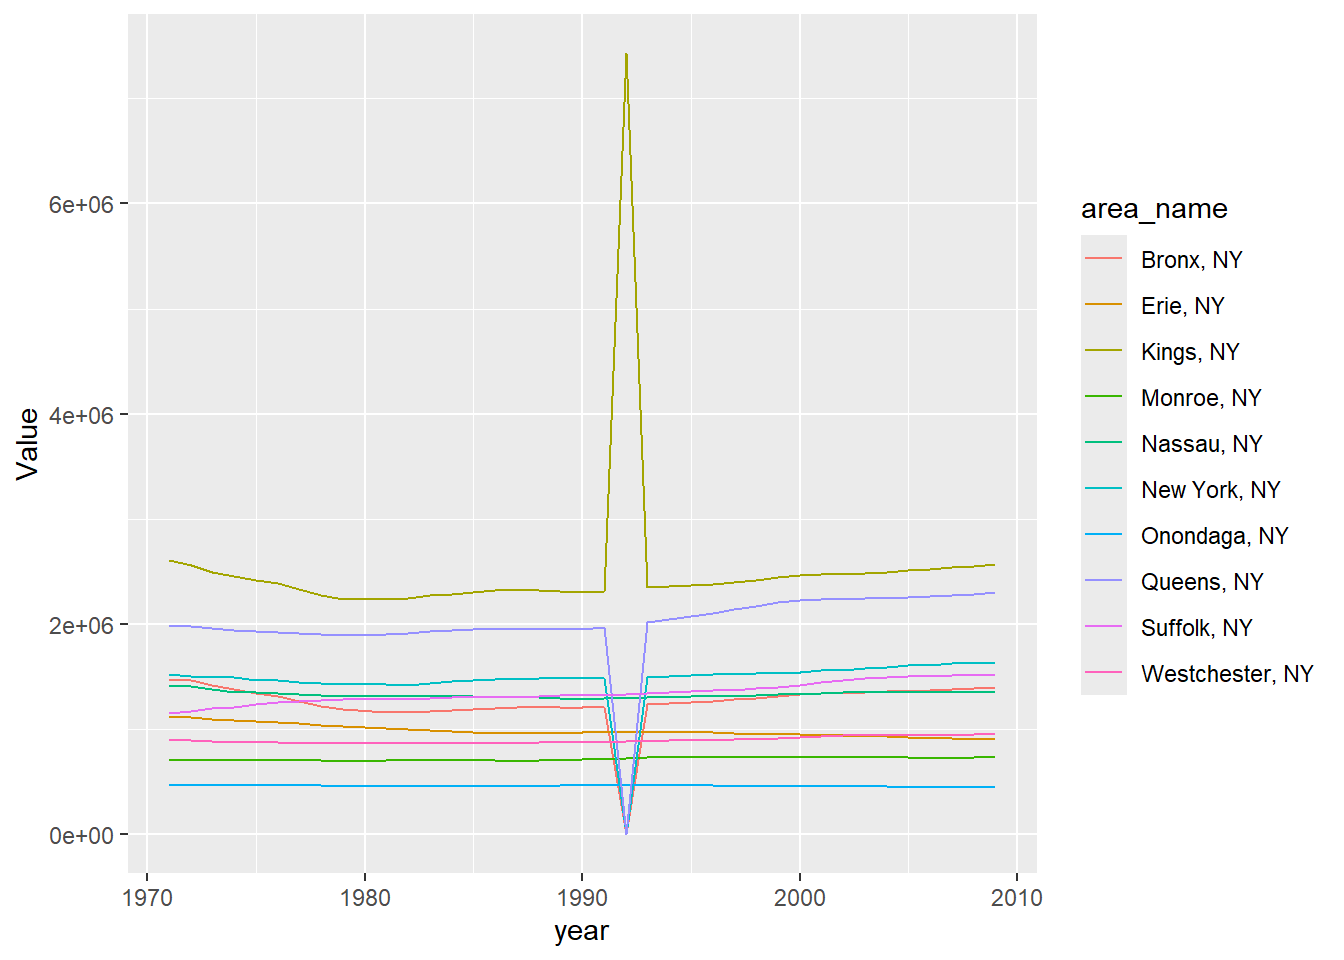 6e+06
4e+06
2e+06
0e+00
Value
1970 1980 1990 2000 2010
year
area_name
Bronx, NY
Erie, NY
Kings, NY
Monroe, NY
Nassau, NY
New York, NY
Onondaga, NY
Queens, NY
Suffolk, NY
Westchester, NY